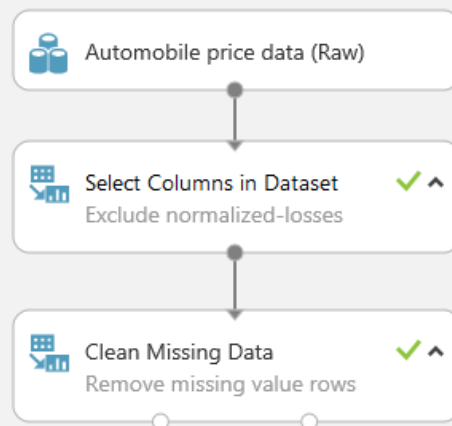 Automobile price data (Raw)
Select Columns in Dataset
Exclude normalized-losses
Clean Missing Data
Remove missing value rows